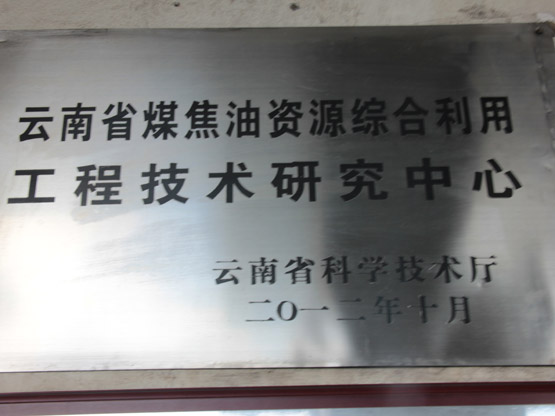 云南省煤焦油资源综合利用
工程技术研究中心
云南省科学技术厅
二〇一二年十月